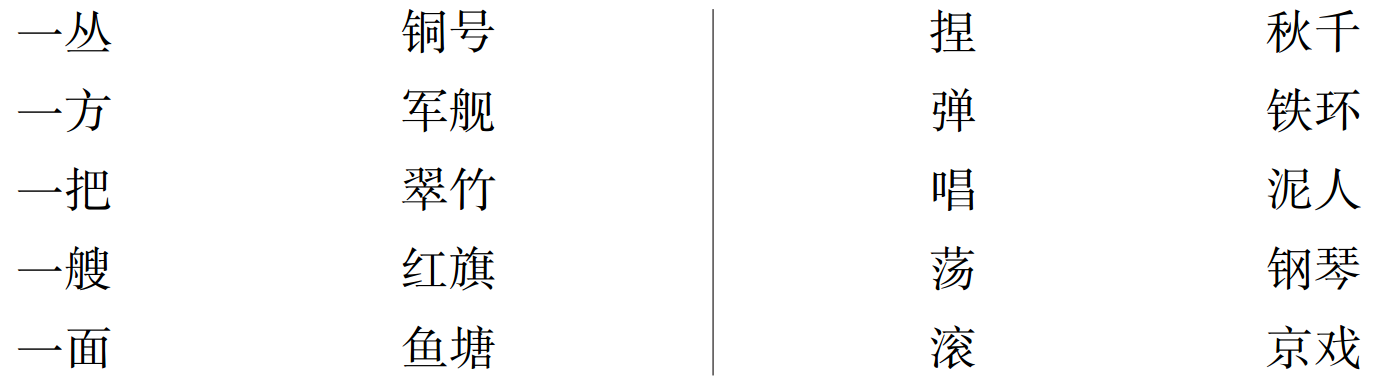 一丛 铜号 捏 秋千
一方 军舰 弹 铁环
一把 翠竹 唱 泥人
一艘 红旗 荡 钢琴
一面 鱼塘 滚 京戏